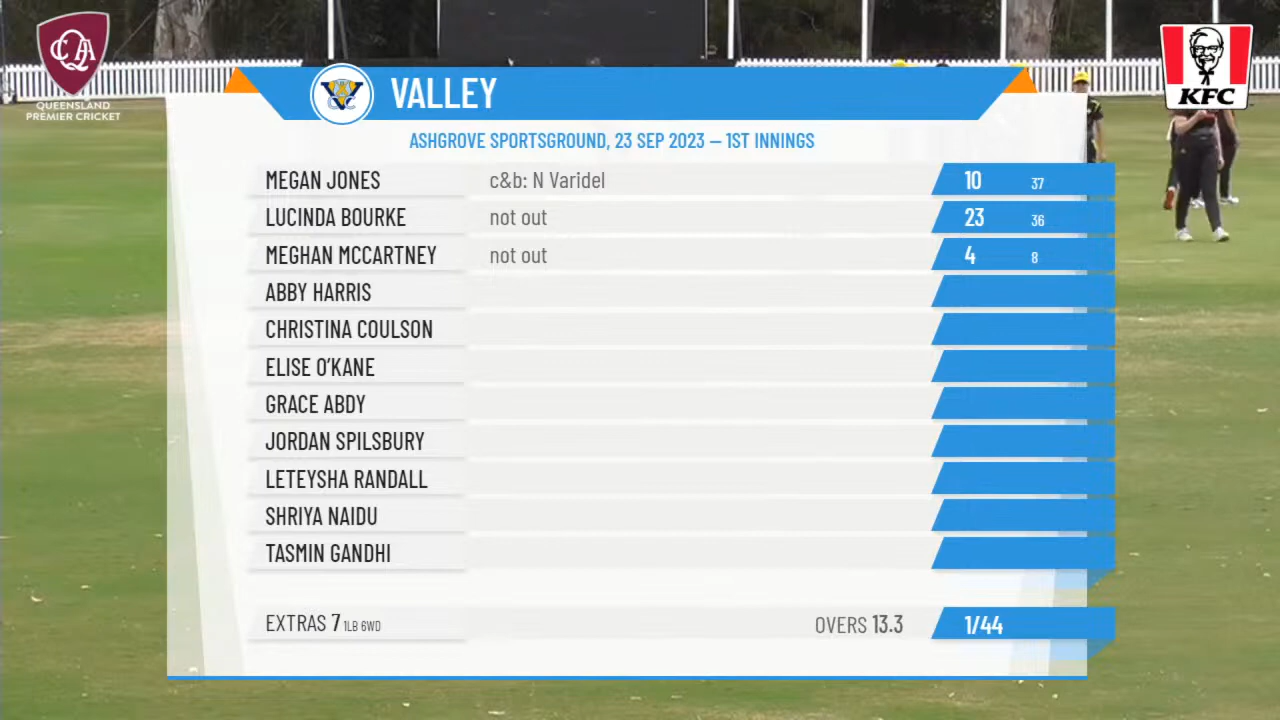 QUEENSLAND
PREMIER CRICKET
KFC
VALLEY
ASHGROVE SPORTSGROUND, 23 SEP 2023 – 1ST INNINGS
MEGAN JONES c&b: N Varidel 10 37
LUCINDA BOURKE not out 23 36
MEGHAN MCCARTNEY not out 4 8
ABBY HARRIS
CHRISTINA COULSON
ELISE O'KANE
GRACE ABDY
JORDAN SPILSBURY
LETEYSHA RANDALL
SHRIYA NAIDU
TASMIN GANDHI
EXTRAS 7 1LB 6WD OVERS 13.3 1/44